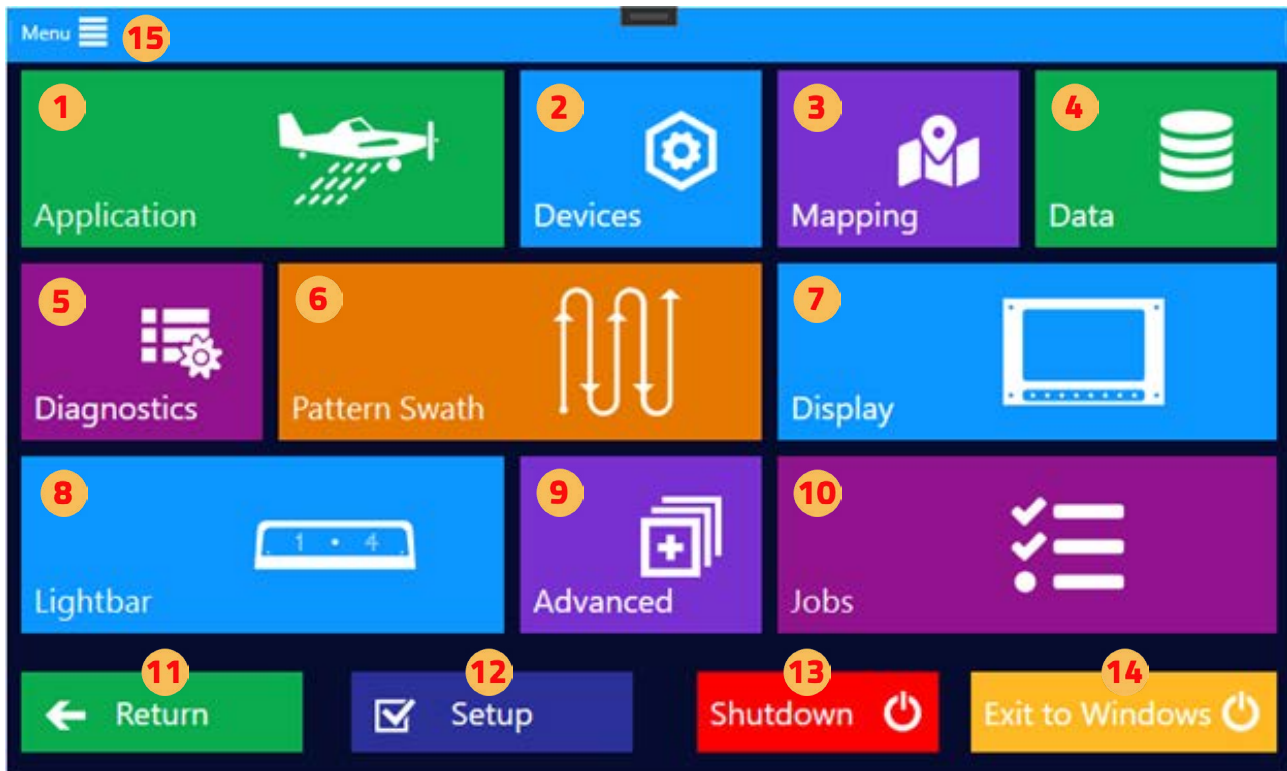 Menu 15
1 2 3 4
Application Devices Mapping Data
5 6 7
Diagnostics Pattern Swath Display
8 9 10
1 • 4
Lightbar Advanced Jobs
11 12 13 14
Return Setup Shutdown Exit to Windows